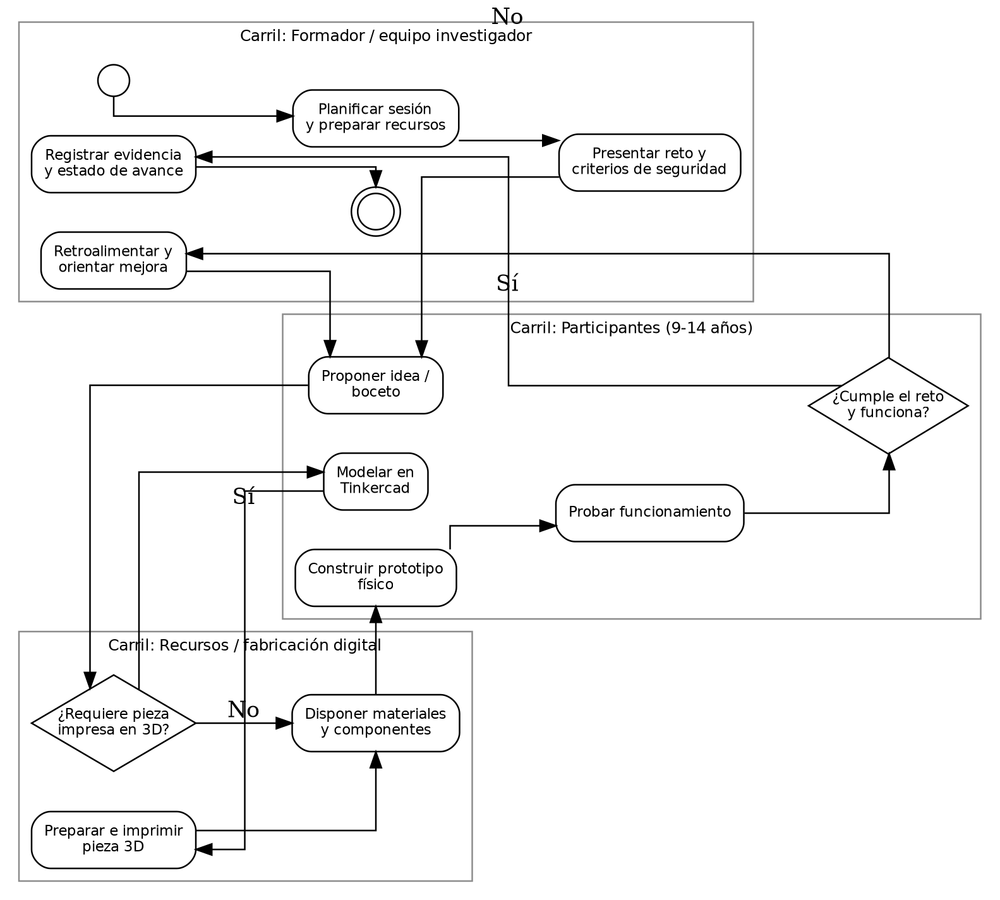 No
Carril: Formador / equipo investigador
Planificar sesión
y preparar recursos
Registrar evidencia
y estado de avance
Presentar reto y
criterios de seguridad
Retroalimentar y
orientar mejora
Sí
Carril: Participantes (9-14 años)
Proponer idea /
boceto
¿Cumple el reto
y funciona?
Modelar en
Tinkercad
Sí
Probar funcionamiento
Construir prototipo
físico
Carril: Recursos / fabricación digital
¿Requiere pieza
impresa en 3D?
No
Disponer materiales
y componentes
Preparar e imprimir
pieza 3D